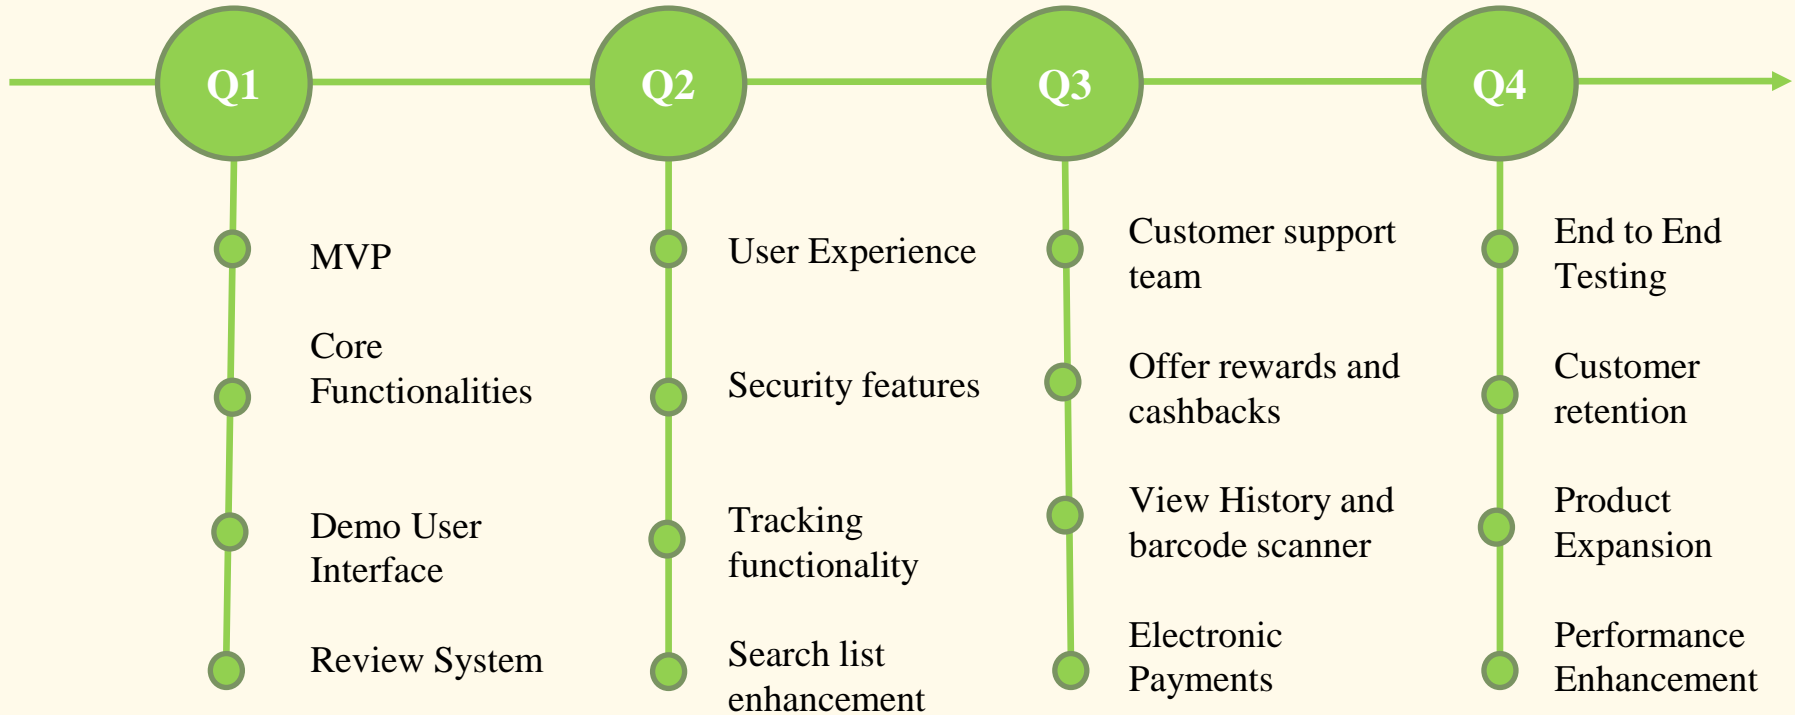 Q1
Q2
Q3
Q4
MVP
Core
Functionalities
Demo User
Interface
Review System
User Experience
Security features
Tracking
functionality
Search list
enhancement
Customer support
team
Offer rewards and
cashbacks
View History and
barcode scanner
Electronic
Payments
End to End
Testing
Customer
retention
Product
Expansion
Performance
Enhancement